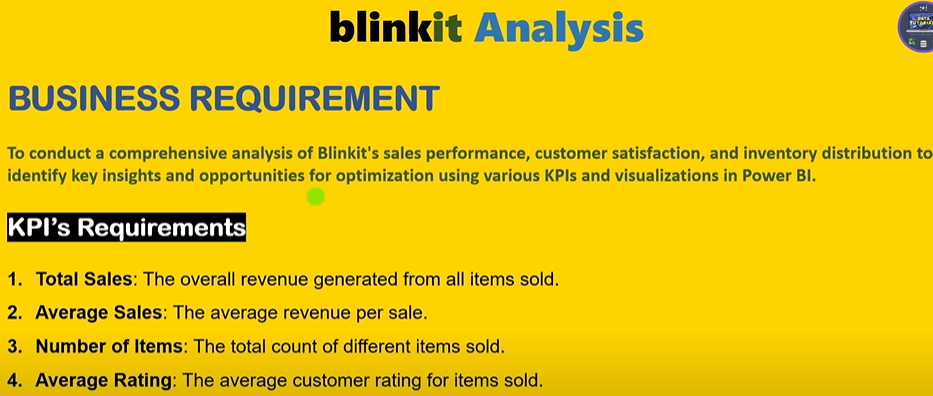 blinkit Analysis
DATA
TUTORIALS
BUSINESS REQUIREMENT
To conduct a comprehensive analysis of Blinkit's sales performance, customer satisfaction, and inventory distribution to
identify key insights and opportunities for optimization using various KPIs and visualizations in Power BI.
KPI’s Requirements
1. Total Sales: The overall revenue generated from all items sold.
2. Average Sales: The average revenue per sale.
3. Number of Items: The total count of different items sold.
4. Average Rating: The average customer rating for items sold.